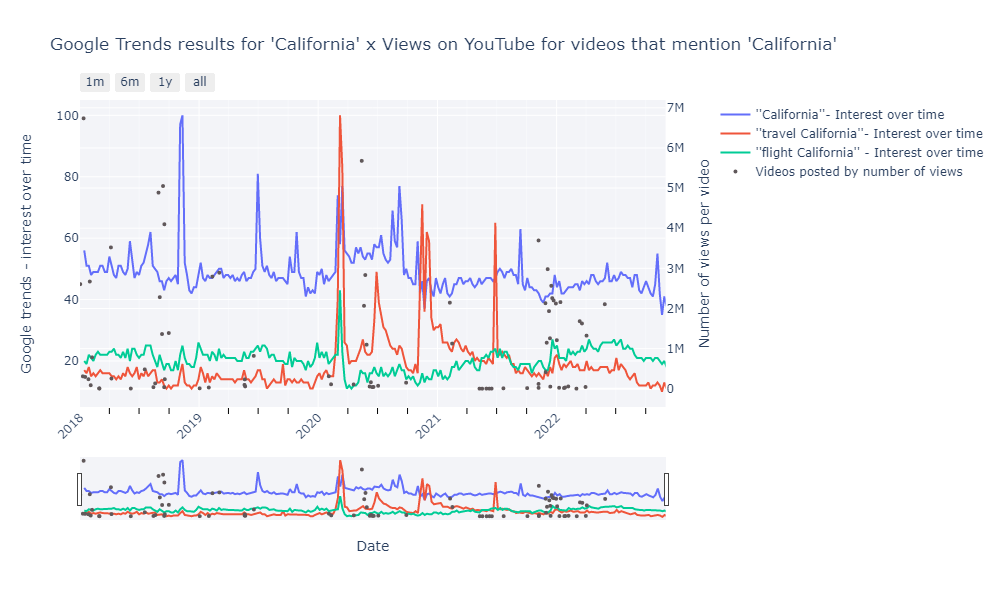 Google Trends results for 'California' x Views on YouTube for videos that mention 'California'
1m 6m 1y all
Google trends - interest over time
100
80
60
40
20
7M
6M
5M
4M
3M
2M
1M
0
Number of views per video
"California"- Interest over time
"travel California"- Interest over time
"flight California" - Interest over time
Videos posted by number of views
2018 2019 2020 2021 2022
Date